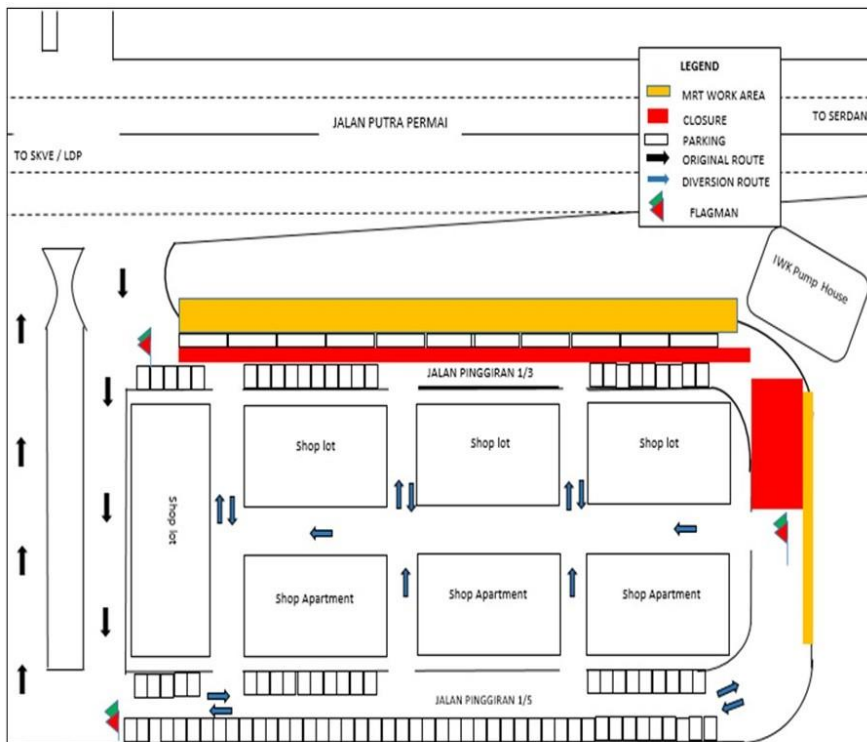 LEGEND
MRT WORK AREA
CLOSURE
PARKING
ORIGINAL ROUTE
DIVERSION ROUTE
FLAGMAN
JALAN PUTRA PERMAI
TO SERDAN
TO SKVE / LDP
IWK Pump House
JALAN PINGGIRAN 1/3
Shop lot
Shop lot
Shop lot
Shop lot
Shop Apartment
Shop Apartment
Shop Apartment
JALAN PINGGIRAN 1/5